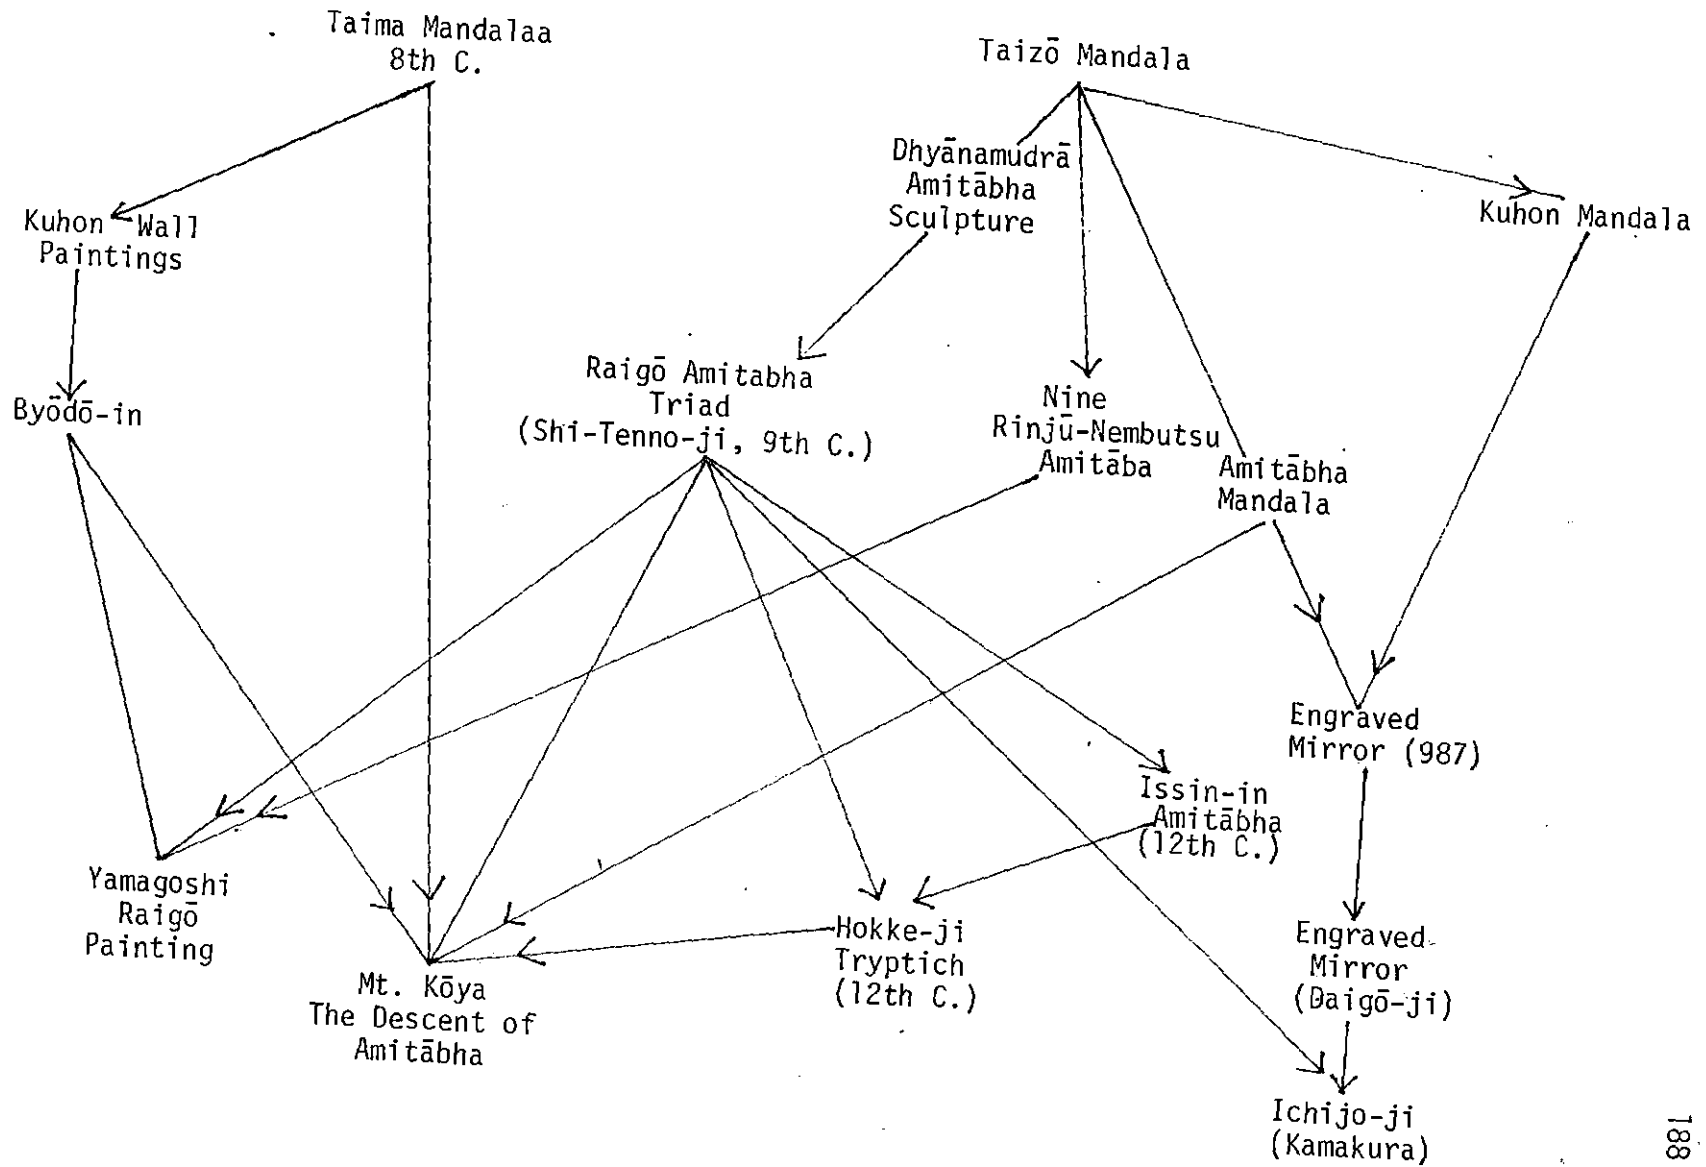 Taima Mandalaa
8th C.
Taizō Mandala
Dhyānamudrā
Amitābha
Sculpture
Kuhon Wall
Paintings
Kuhon Mandala
Raigō Amitabha
Triad
(Shi-Tenno-ji, 9th C.)
Nine
Rinjū-Nembutsu
Amitāba
Byōdō-in
Amitābha
Mandala
Engraved
Mirror (987)
Issin-in
Amitābha
(12th C.)
Yamagoshi
Raigō
Painting
Hokke-ji
Tryptich
(12th C.)
Engraved
Mirror
(Daigō-ji)
Mt. Kōya
The Descent of
Amitābha
Ichijo-ji
(Kamakura)
188